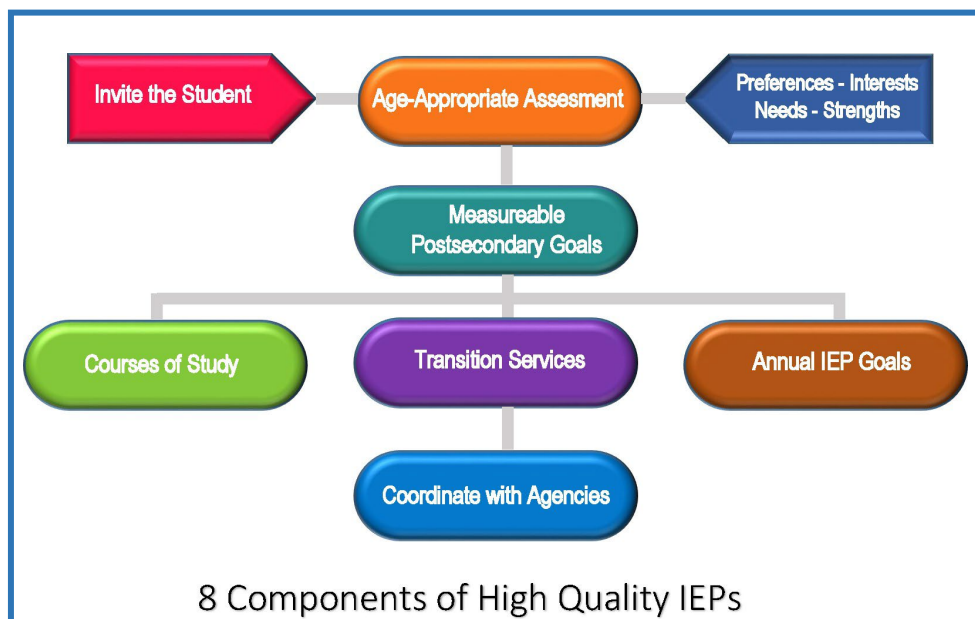 Invite the Student
Age-Appropriate Assesment
Preferences - Interests
Needs - Strengths
Measureable
Postsecondary Goals
Courses of Study
Transition Services
Annual IEP Goals
Coordinate with Agencies
8 Components of High Quality IEPs